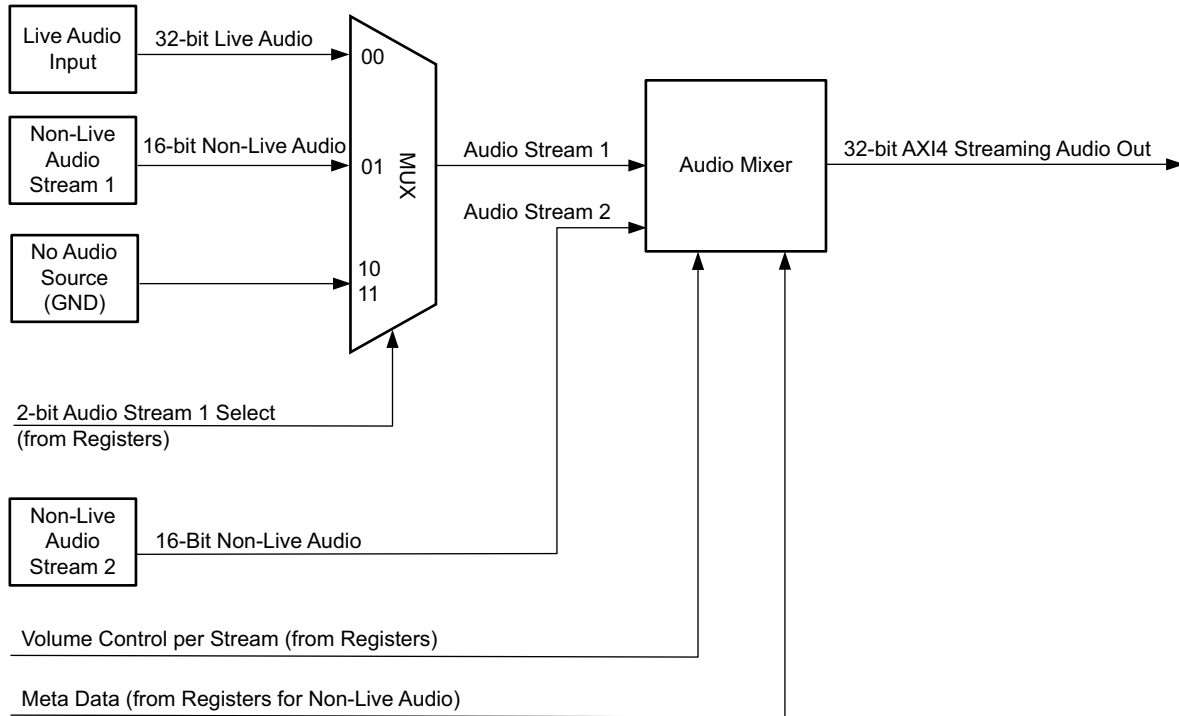 Live Audio
Input
32-bit Live Audio
00
Non-Live
Audio
Stream 1
16-bit Non-Live Audio
01
MUX
Audio Stream 1
Audio Mixer
32-bit AXI4 Streaming Audio Out
Audio Stream 2
No Audio
Source
(GND)
10
11
2-bit Audio Stream 1 Select
(from Registers)
Non-Live
Audio
Stream 2
16-Bit Non-Live Audio
Volume Control per Stream (from Registers)
Meta Data (from Registers for Non-Live Audio)